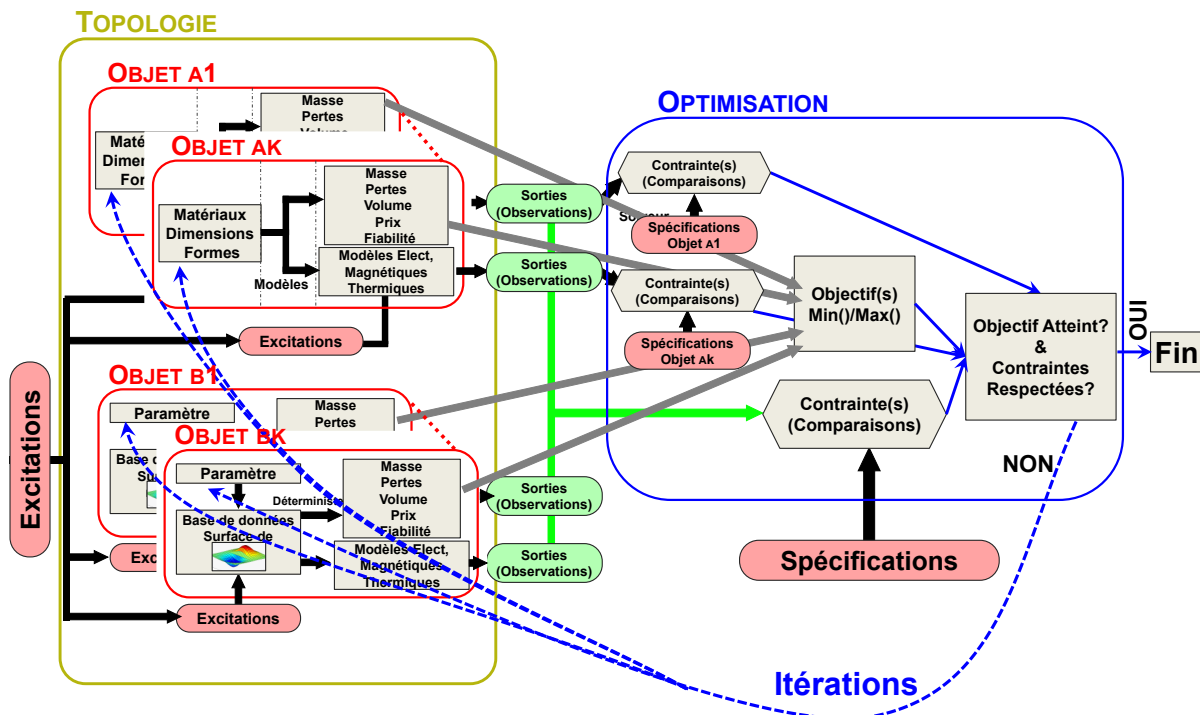 TOPOLOGIE
OBJET A1
Masse
Pertes
Volume
Maté
Dimen
For
OBJET AK
Matériaux
Dimensions
Formes
Modèles
Masse
Pertes
Volume
Prix
Fiabilité
Modèles Elect,
Magnétiques
Thermiques
Excitations
Excitations
OBJET B1
Paramètre
Masse
Pertes
Base d
Su
Exc
OBJET BK
Paramètre
Déterministe
Base de données
Surface de
Masse
Pertes
Volume
Prix
Fiabilité
Modèles Elect,
Magnétiques
Thermiques
Excitations
Sorties
(Observations)
Sorties
(Observations)
Sorties
(Observations)
Sorties
(Observations)
OPTIMISATION
Contrainte(s)
(Comparaisons)
Spécifications
Objet A1
Contrainte(s)
(Comparaisons)
Spécifications
Objet Ak
Objectif(s)
Min()/Max()
Contrainte(s)
(Comparaisons)
Spécifications
Objectif Atteint?
&
Contraintes
Respectées?
OUI
Fin
NON
Itérations